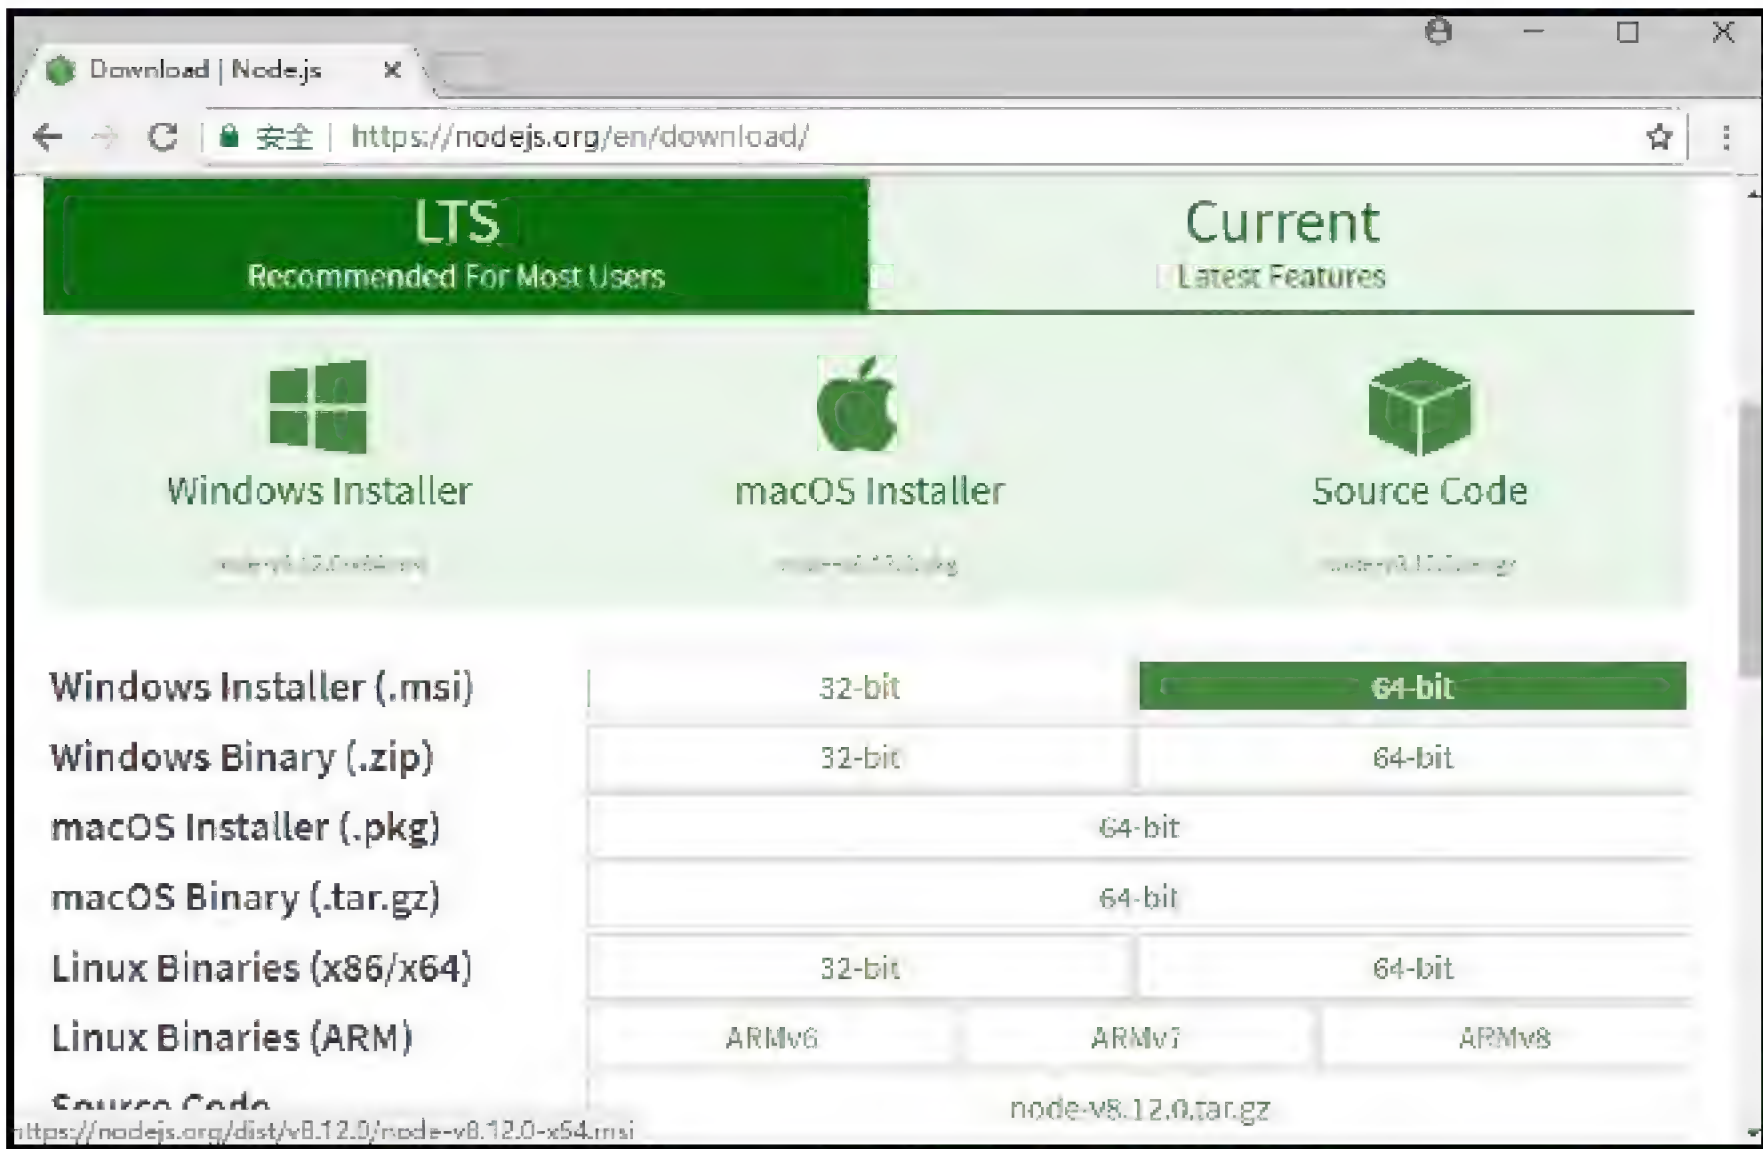 Download | Node.js
安全 | https://nodejs.org/en/download/
LTS
Recommended For Most Users
Current
Latest Features
Windows Installer
macOS Installer
Source Code
Windows Installer (.msi)
32-bit
64-bit
Windows Binary (.zip)
32-bit
64-bit
macOS Installer (.pkg)
64-bit
macOS Binary (.tar.gz)
64-bit
Linux Binaries (x86/x64)
32-bit
64-bit
Linux Binaries (ARM)
ARMv6
ARMv7
ARMv8
Source Code
node-v8.12.0.tar.gz
https://nodejs.org/dist/v8.12.0/node-v8.12.0-x64.msi